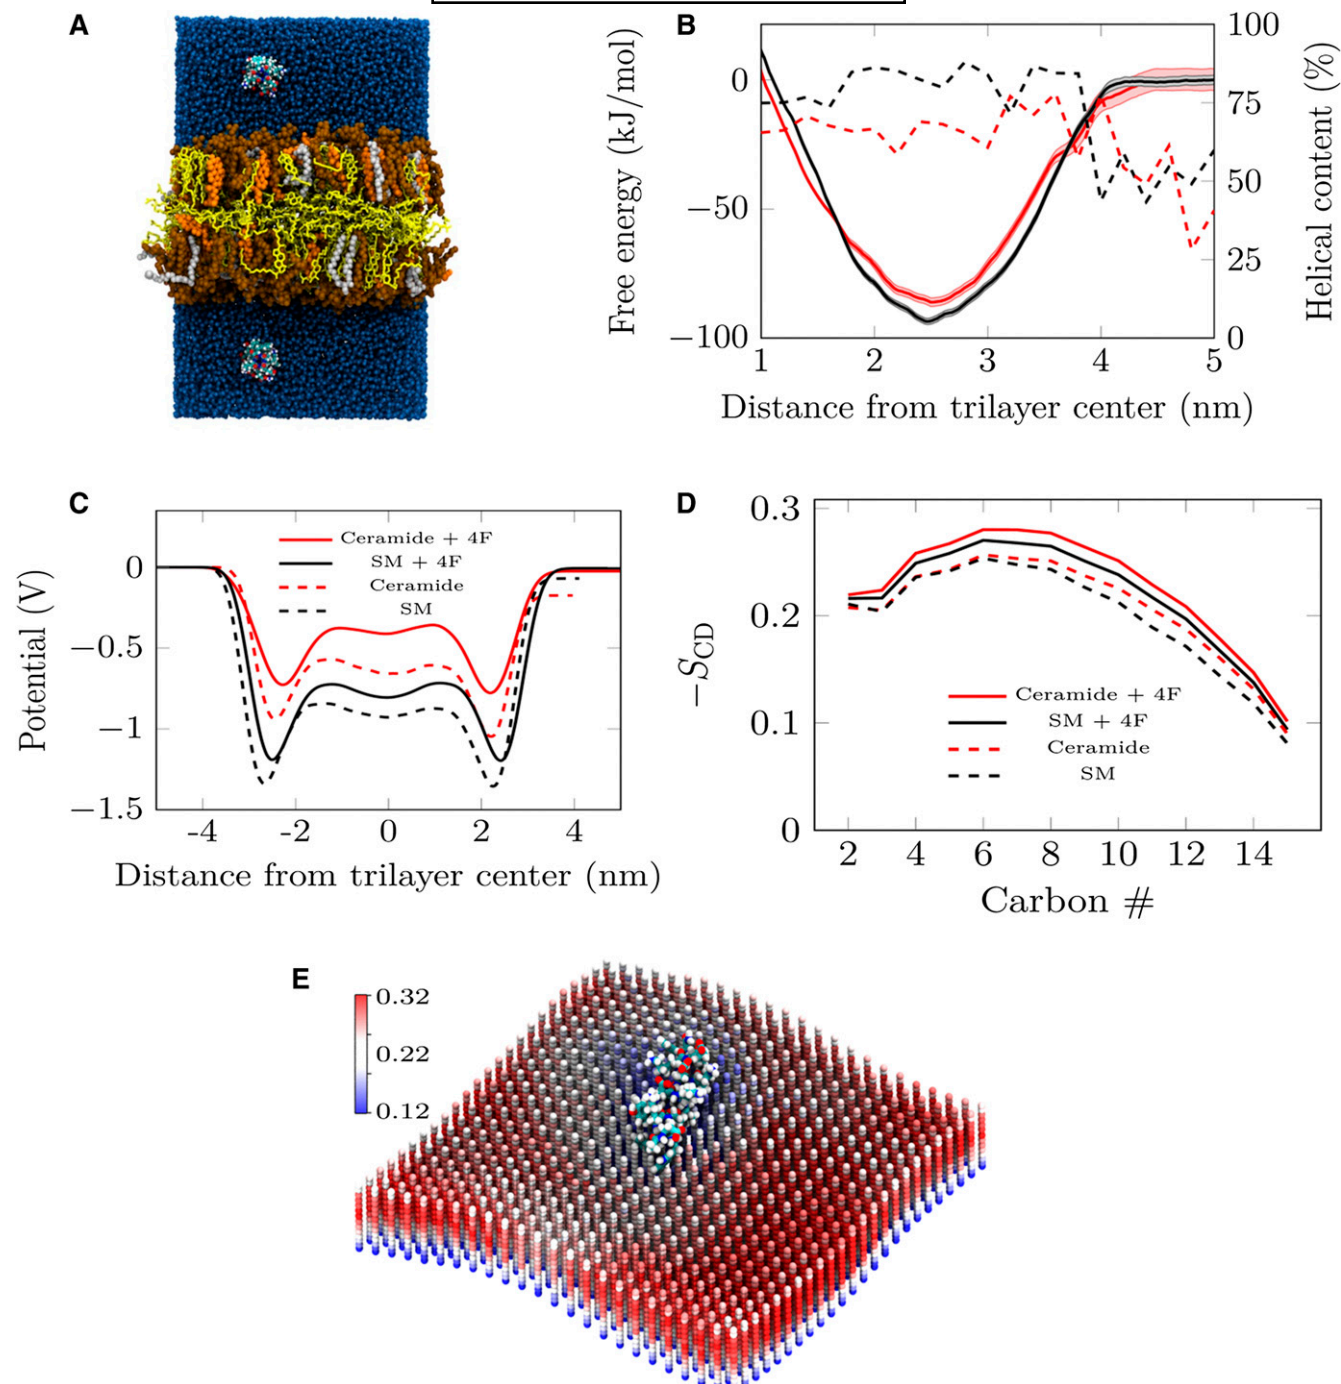 A
B
Free energy (kJ/mol)
0
−50
−100
100
75
50
25
0
Helical content (%)
1 2 3 4 5
Distance from trilayer center (nm)
C
Potential (V)
0
−0.5
−1
−1.5
Ceramide + 4F
SM + 4F
Ceramide
SM
-4 -2 0 2 4
Distance from trilayer center (nm)
D
−SCD
0.3
0.2
0.1
0
Ceramide + 4F
SM + 4F
Ceramide
SM
2 4 6 8 10 12 14
Carbon #
E
0.32
0.22
0.12